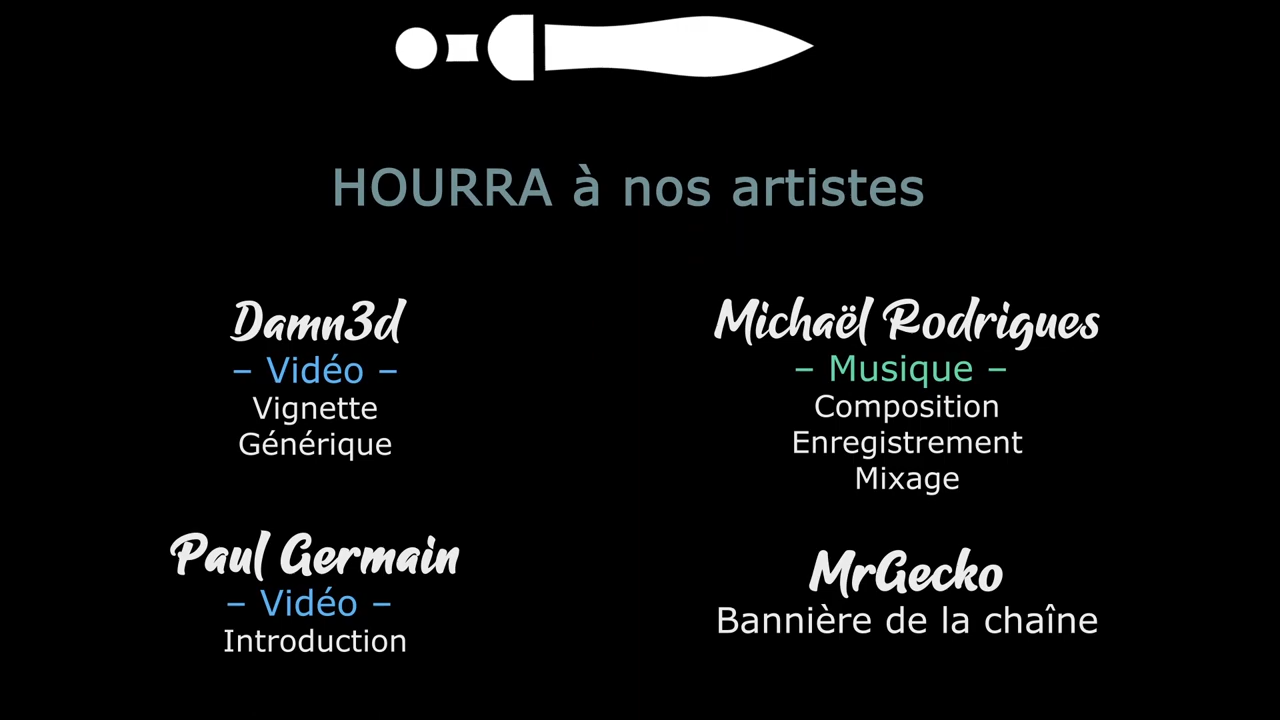 HOURRA à nos artistes
Damn3d
– Vidéo –
Vignette
Générique
Michaël Rodrigues
– Musique –
Composition
Enregistrement
Mixage
Paul Germain
– Vidéo –
Introduction
MrGecko
Bannière de la chaîne